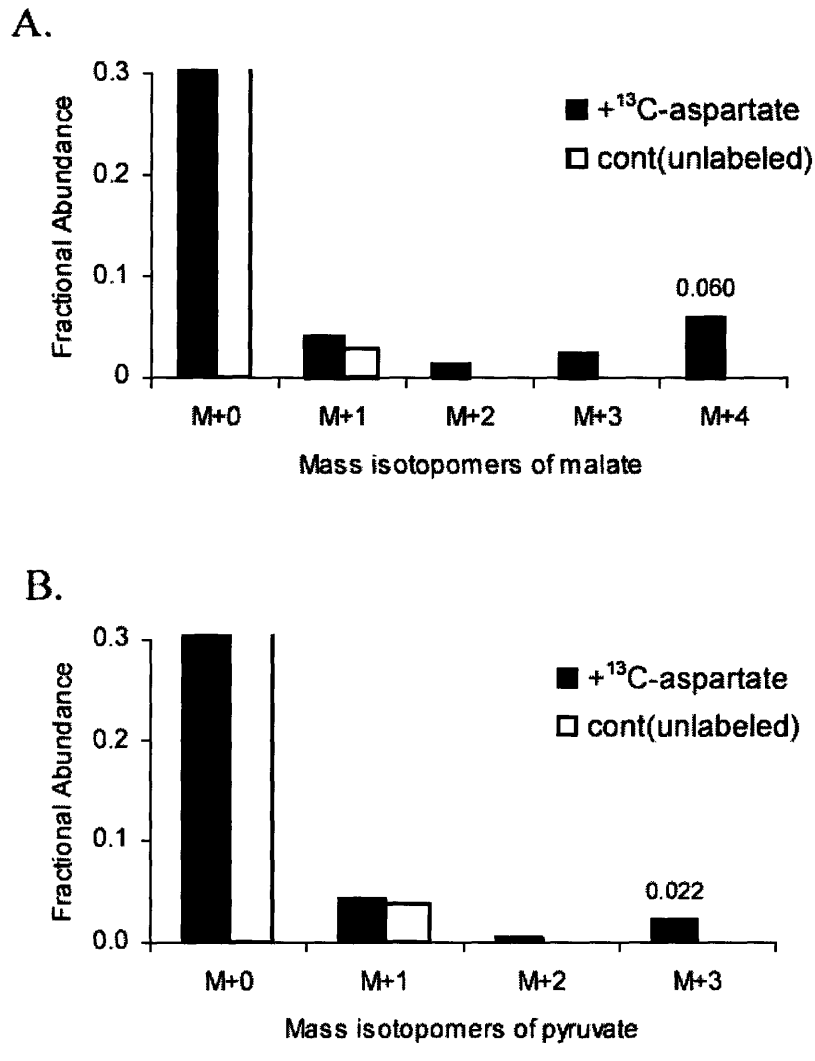 A.
Fractional Abundance
0.3
0.2
0.1
0
+¹³C-aspartate
cont(unlabeled)
0.060
M+0 M+1 M+2 M+3 M+4
Mass isotopomers of malate
B.
Fractional Abundance
0.3
0.2
0.1
0.0
+¹³C-aspartate
cont(unlabeled)
0.022
M+0 M+1 M+2 M+3
Mass isotopomers of pyruvate